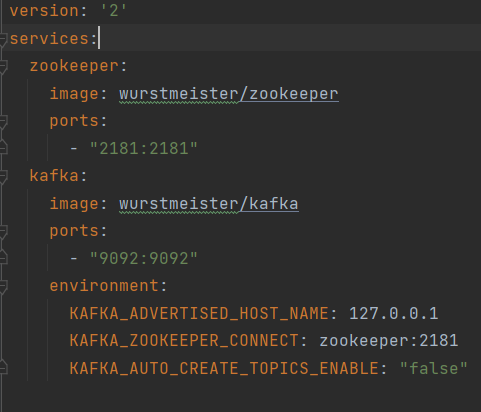 version: '2'
services:
  zookeeper:
    image: wurstmeister/zookeeper
    ports:
      - "2181:2181"
  kafka:
    image: wurstmeister/kafka
    ports:
      - "9092:9092"
    environment:
      KAFKA_ADVERTISED_HOST_NAME: 127.0.0.1
      KAFKA_ZOOKEEPER_CONNECT: zookeeper:2181
      KAFKA_AUTO_CREATE_TOPICS_ENABLE: "false"